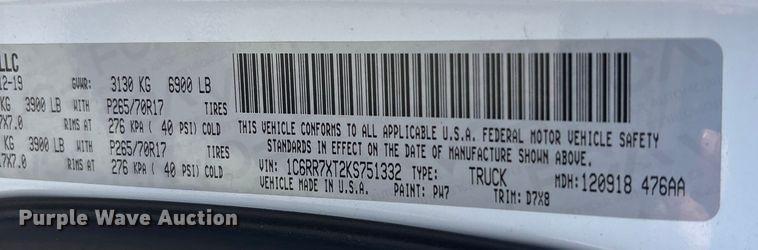 LLC
12-19 GVWR: 3130 KG 6900 LB
KG 3900 LB WITH P265/70R17 TIRES
7X7.0 RIMS AT 276 KPA ( 40 PSI) COLD
KG 3900 LB WITH P265/70R17 TIRES
7X7.0 RIMS AT 276 KPA ( 40 PSI) COLD
THIS VEHICLE CONFORMS TO ALL APPLICABLE U.S.A. FEDERAL MOTOR VEHICLE SAFETY
STANDARDS IN EFFECT ON THE DATE OF MANUFACTURE SHOWN ABOVE.
VIN: 1C6RR7XT2KS751332 TYPE: TRUCK MDH: 120918 476AA
VEHICLE MADE IN U.S.A. PAINT: PW7 TRIM: D7X8
Purple Wave Auction